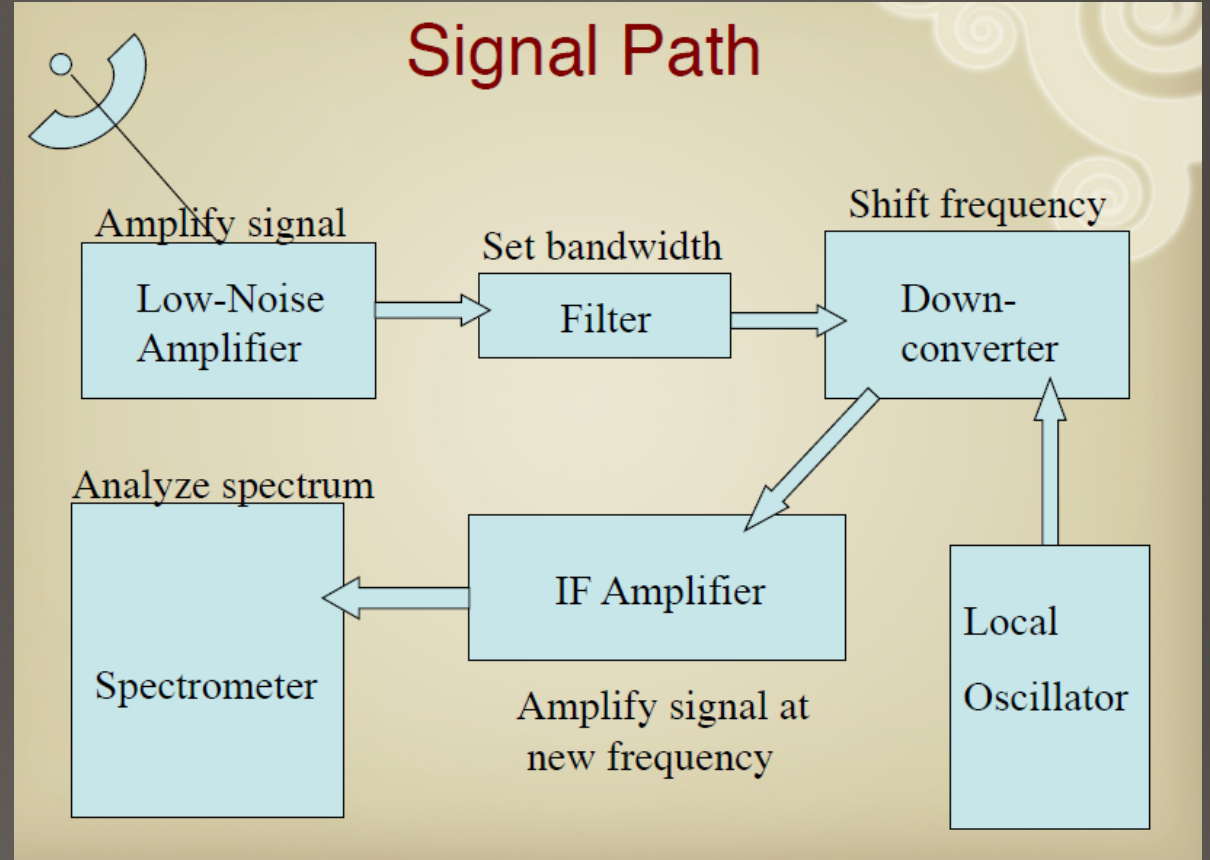 Signal Path
Amplify signal
Low-Noise
Amplifier
Set bandwidth
Filter
Shift frequency
Down-
converter
Local
Oscillator
IF Amplifier
Amplify signal at
new frequency
Analyze spectrum
Spectrometer